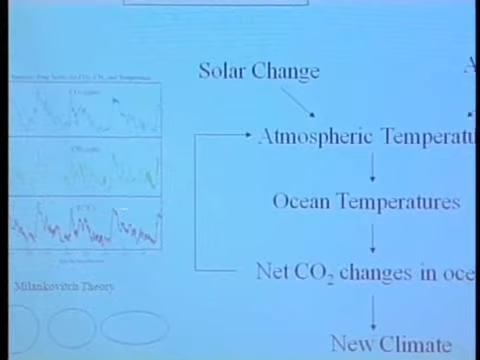 Solar Change
A
Atmospheric Temperatu
Ocean Temperatures
Net CO₂ changes in oce
New Climate
Milankovitch Theory